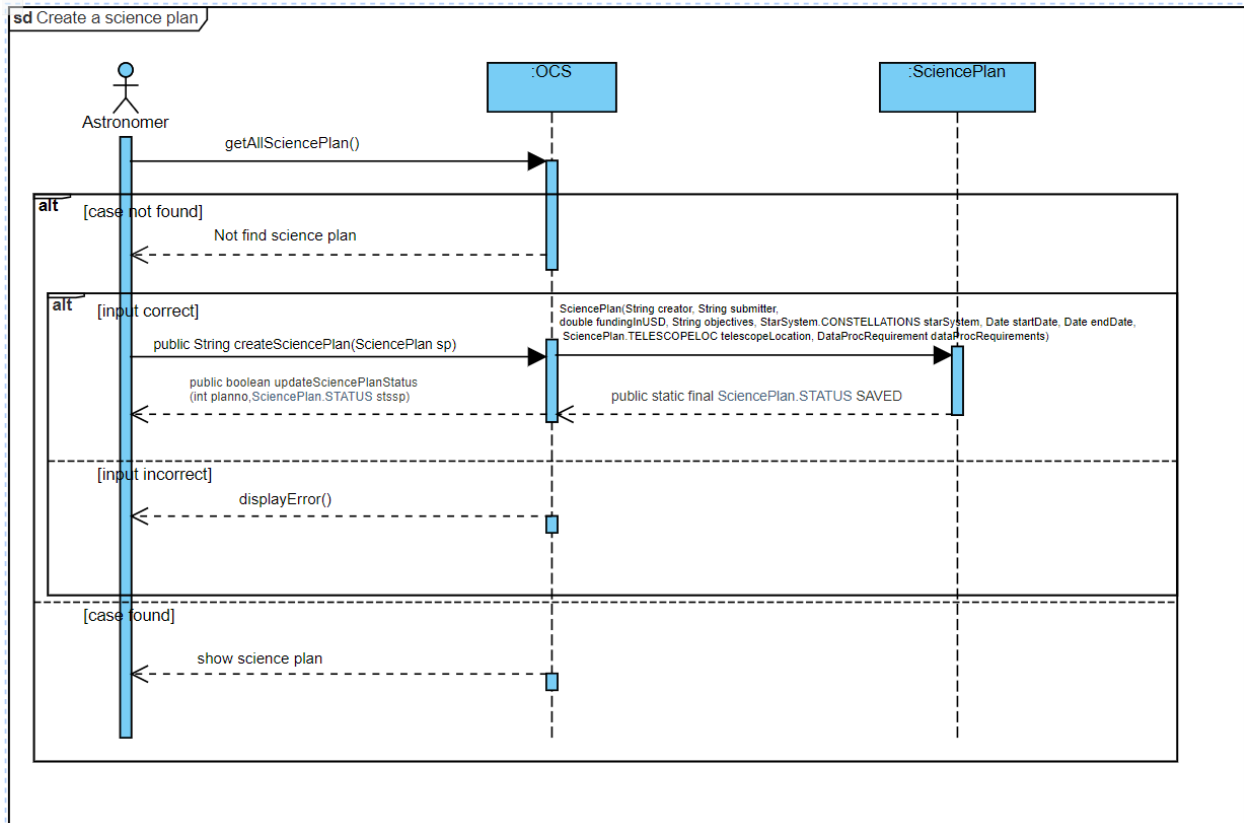 sd Create a science plan
:OCS
:SciencePlan
Astronomer
getAllSciencePlan()
alt
[case not found]
Not find science plan
alt
[input correct]
SciencePlan(String creator, String submitter,
double fundingInUSD, String objectives, StarSystem.CONSTELLATIONS starSystem, Date startDate, Date endDate,
SciencePlan.TELESCOPELOC telescopeLocation, DataProcRequirement dataProcRequirements)
public String createSciencePlan(SciencePlan sp)
public boolean updateSciencePlanStatus
(int planno,SciencePlan.STATUS stssp)
public static final SciencePlan.STATUS SAVED
[input incorrect]
displayError()
[case found]
show science plan